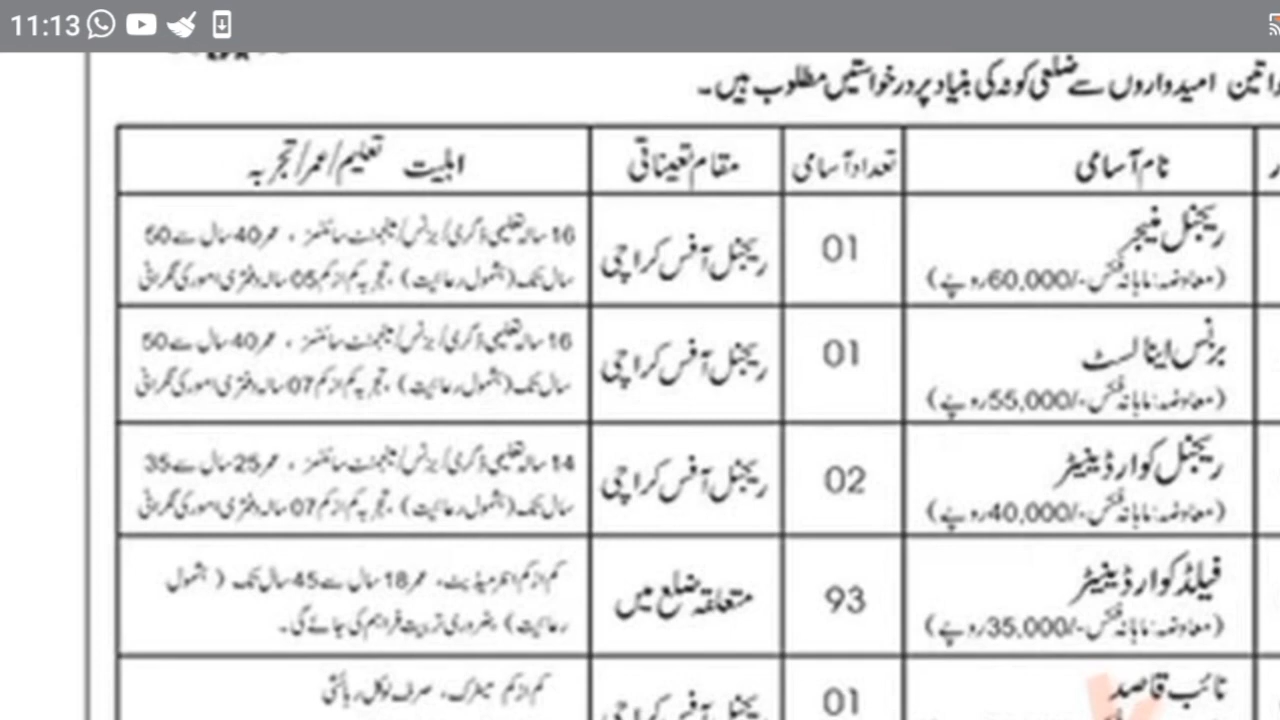 11:13
امیدواروں سے ضلعی کوٹہ کی بنیاد پر درخواستیں مطلوب ہیں۔
نام آسامی
تعداد آسامی
مقام تعیناتی
اہلیت تعلیم/عمر/تجربہ
ریجنل منیجر
(معاوضہ: ماہانہ فکس -/60,000 روپے)
01
ریجنل آفس کراچی
16 سالہ تعلیمی ڈگری/ بزنس/ مینجمنٹ سائنسز ، عمر 40 سال سے 50
سال تک (بشمول رعایت) ، تجربہ کم از کم 05 سالہ دفتری امور کی نگرانی
بزنس اینا لسٹ
(معاوضہ: ماہانہ فکس -/55,000 روپے)
01
ریجنل آفس کراچی
16 سالہ تعلیمی ڈگری/ بزنس/ مینجمنٹ سائنسز ، عمر 40 سال سے 50
سال تک (بشمول رعایت) ، تجربہ کم از کم 07 سالہ دفتری امور کی نگرانی
ریجنل کوارڈینیٹر
(معاوضہ: ماہانہ فکس -/40,000 روپے)
02
ریجنل آفس کراچی
14 سالہ تعلیمی ڈگری/ بزنس/ مینجمنٹ سائنسز ، عمر 25 سال سے 35
سال تک (بشمول رعایت) ، تجربہ کم از کم 07 سالہ دفتری امور کی نگرانی
فیلڈ کوارڈینیٹر
(معاوضہ: ماہانہ فکس -/35,000 روپے)
93
متعلقہ ضلع میں
کم از کم انٹرمیڈیٹ، عمر 18 سال سے 45 سال تک ( بشمول
رعایت) ضروری تربیت فراہم کی جائے گی۔
نائب قاصد
01
ریجنل آفس کراچی
کم از کم میٹرک، صرف لوکل رہائشی